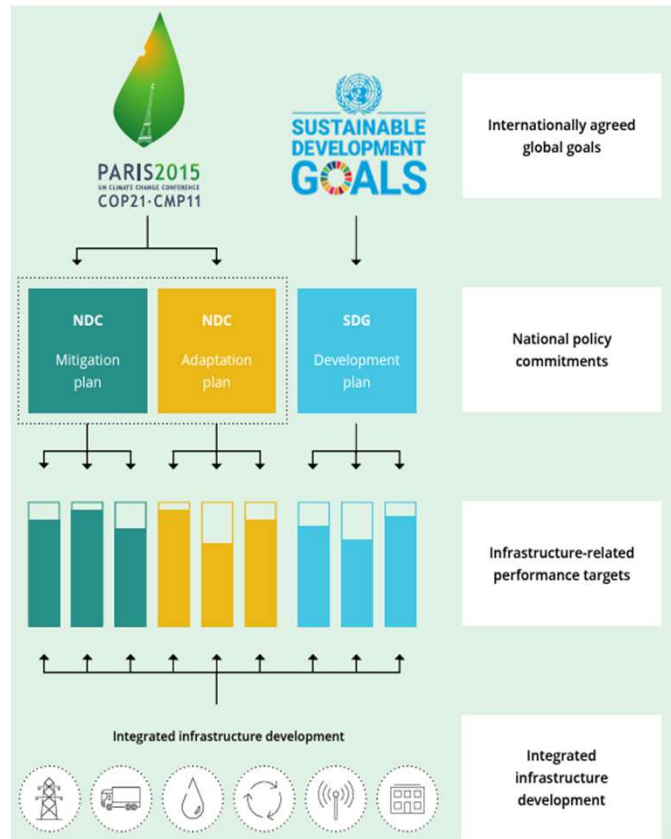 PARIS2015
UN CLIMATE CHANGE CONFERENCE
COP21·CMP11
SUSTAINABLE
DEVELOPMENT
GOALS
Internationally agreed
global goals
NDC
Mitigation
plan
NDC
Adaptation
plan
SDG
Development
plan
National policy
commitments
Infrastructure-related
performance targets
Integrated infrastructure development
Integrated
infrastructure
development